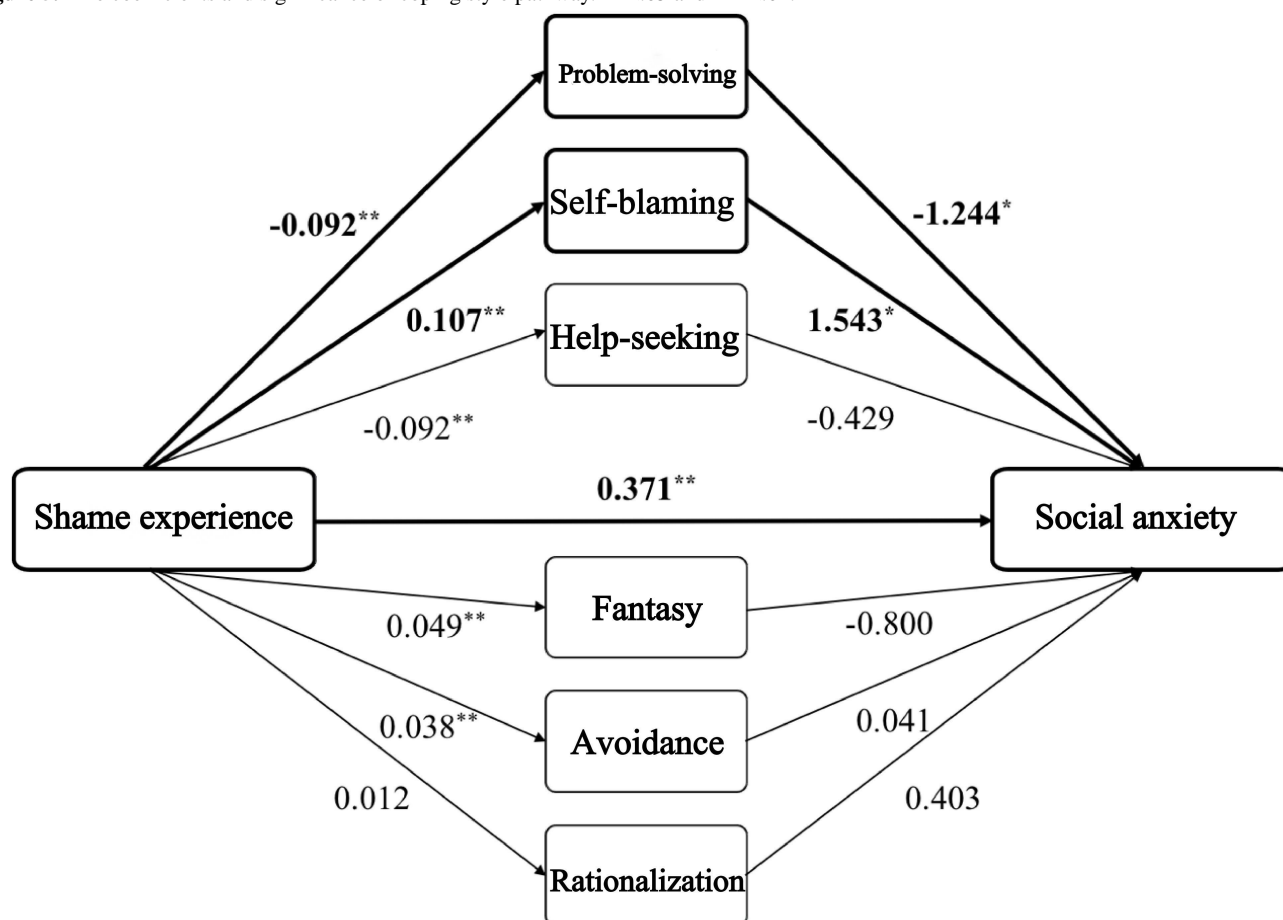 Problem-solving
Self-blaming
-0.092**
-1.244*
0.107**
1.543*
Help-seeking
-0.092**
-0.429
0.371**
Shame experience
Social anxiety
Fantasy
0.049**
-0.800
0.038**
Avoidance
0.041
0.012
0.403
Rationalization